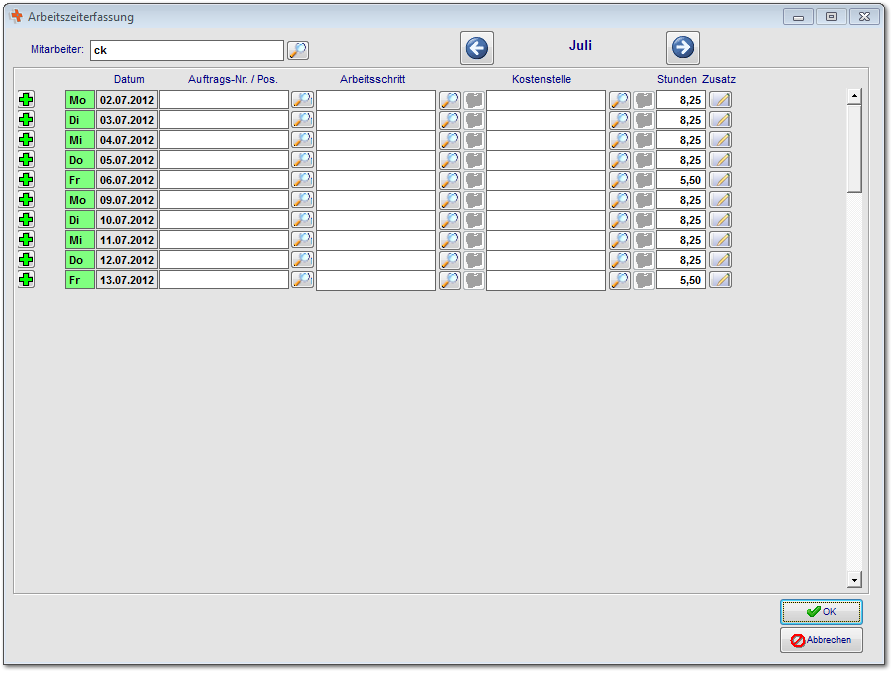 Arbeitszeiterfassung
Mitarbeiter: ck Juli
Datum Auftrags-Nr. / Pos. Arbeitsschritt Kostenstelle Stunden Zusatz
Mo 02.07.2012 8,25
Di 03.07.2012 8,25
Mi 04.07.2012 8,25
Do 05.07.2012 8,25
Fr 06.07.2012 5,50
Mo 09.07.2012 8,25
Di 10.07.2012 8,25
Mi 11.07.2012 8,25
Do 12.07.2012 8,25
Fr 13.07.2012 5,50
OK
Abbrechen